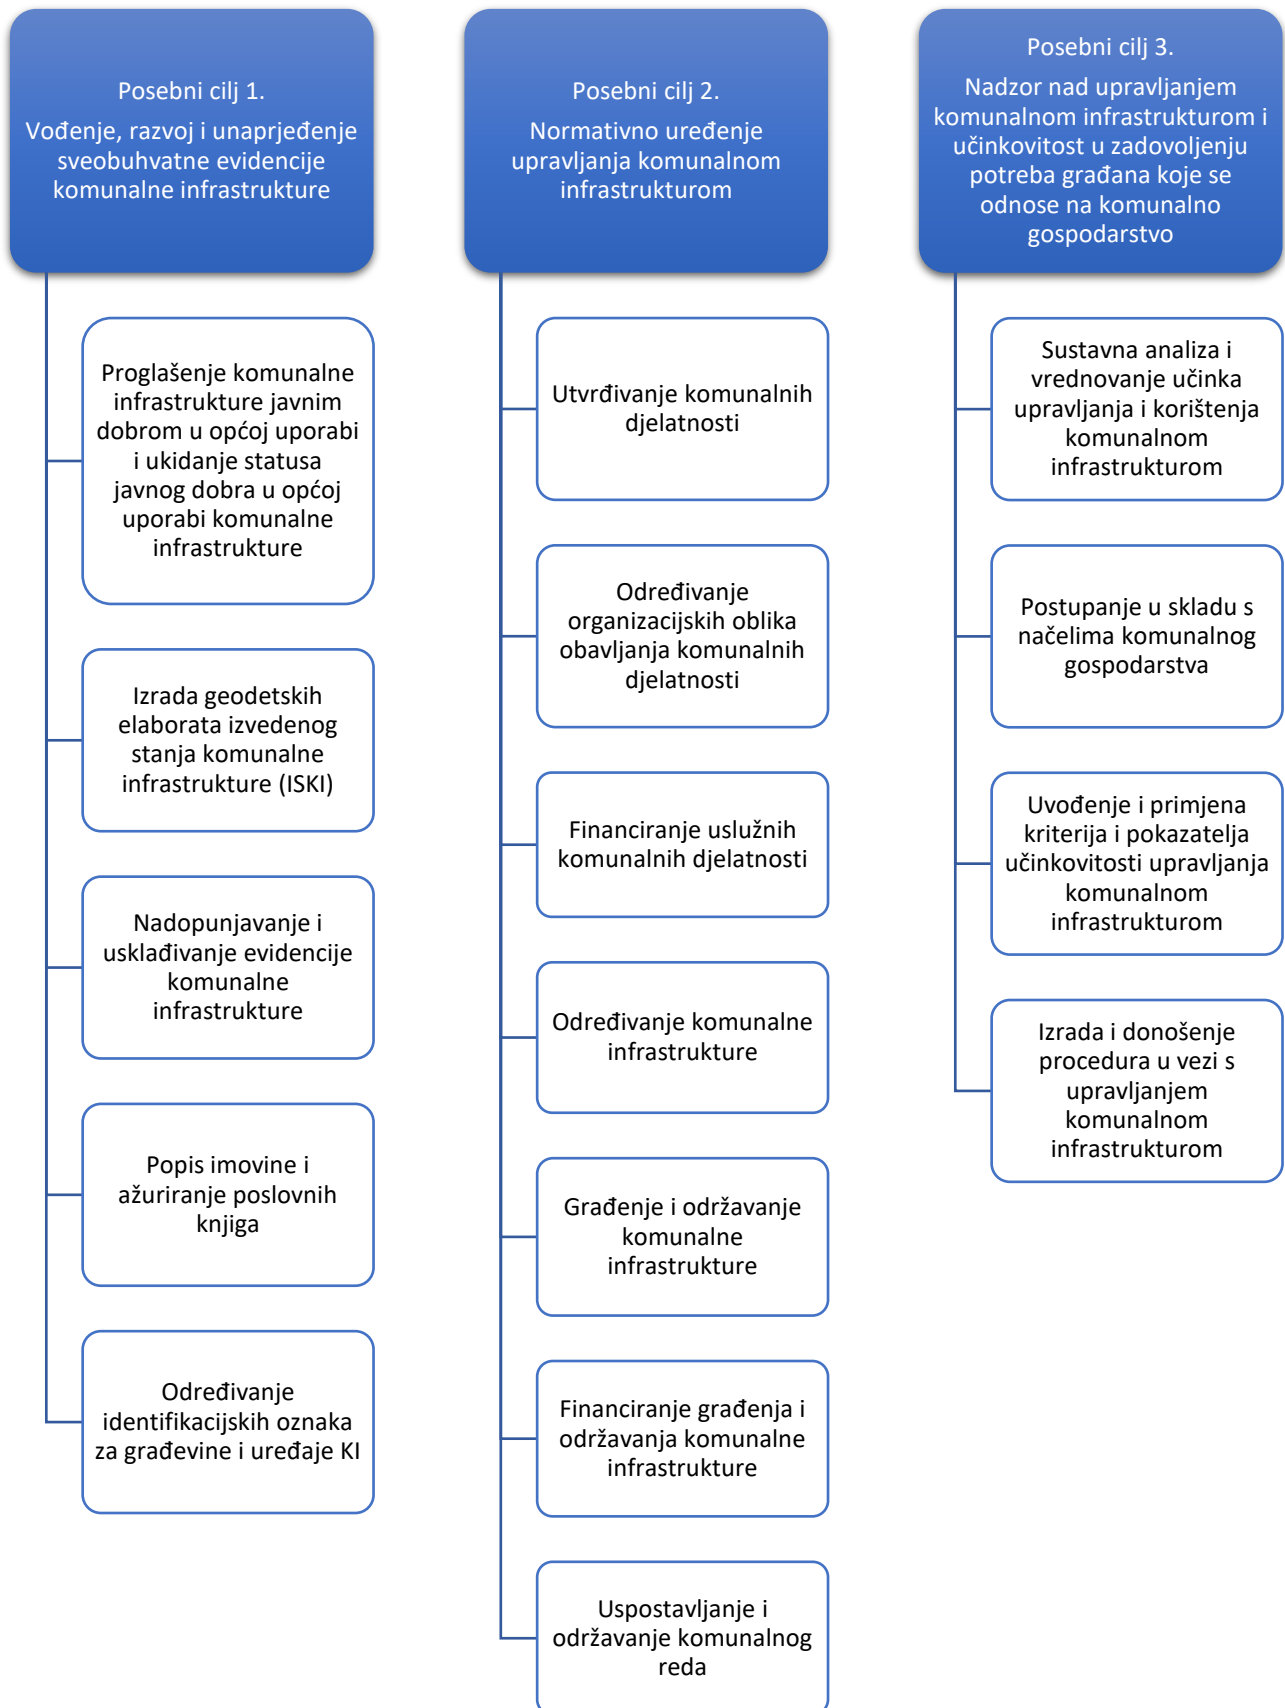 Posebni cilj 1.
Vođenje, razvoj i unaprjeđenje
sveobuhvatne evidencije
komunalne infrastrukture
Proglašenje komunalne
infrastrukture javnim
dobrom u općoj uporabi
i ukidanje statusa
javnog dobra u općoj
uporabi komunalne
infrastrukture
Izrada geodetskih
elaborata izvedenog
stanja komunalne
infrastrukture (ISKI)
Nadopunjavanje i
usklađivanje evidencije
komunalne
infrastrukture
Popis imovine i
ažuriranje poslovnih
knjiga
Određivanje
identifikacijskih oznaka
za građevine i uređaje KI
Posebni cilj 2.
Normativno uređenje
upravljanja komunalnom
infrastrukturom
Utvrđivanje komunalnih
djelatnosti
Određivanje
organizacijskih oblika
obavljanja komunalnih
djelatnosti
Financiranje uslužnih
komunalnih djelatnosti
Određivanje komunalne
infrastrukture
Građenje i održavanje
komunalne
infrastrukture
Financiranje građenja i
održavanja komunalne
infrastrukture
Uspostavljanje i
održavanje komunalnog
reda
Posebni cilj 3.
Nadzor nad upravljanjem
komunalnom infrastrukturom i
učinkovitost u zadovoljenju
potreba građana koje se
odnose na komunalno
gospodarstvo
Sustavna analiza i
vrednovanje učinka
upravljanja i korištenja
komunalnom
infrastrukturom
Postupanje u skladu s
načelima komunalnog
gospodarstva
Uvođenje i primjena
kriterija i pokazatelja
učinkovitosti upravljanja
komunalnom
infrastrukturom
Izrada i donošenje
procedura u vezi s
upravljanjem
komunalnom
infrastrukturom